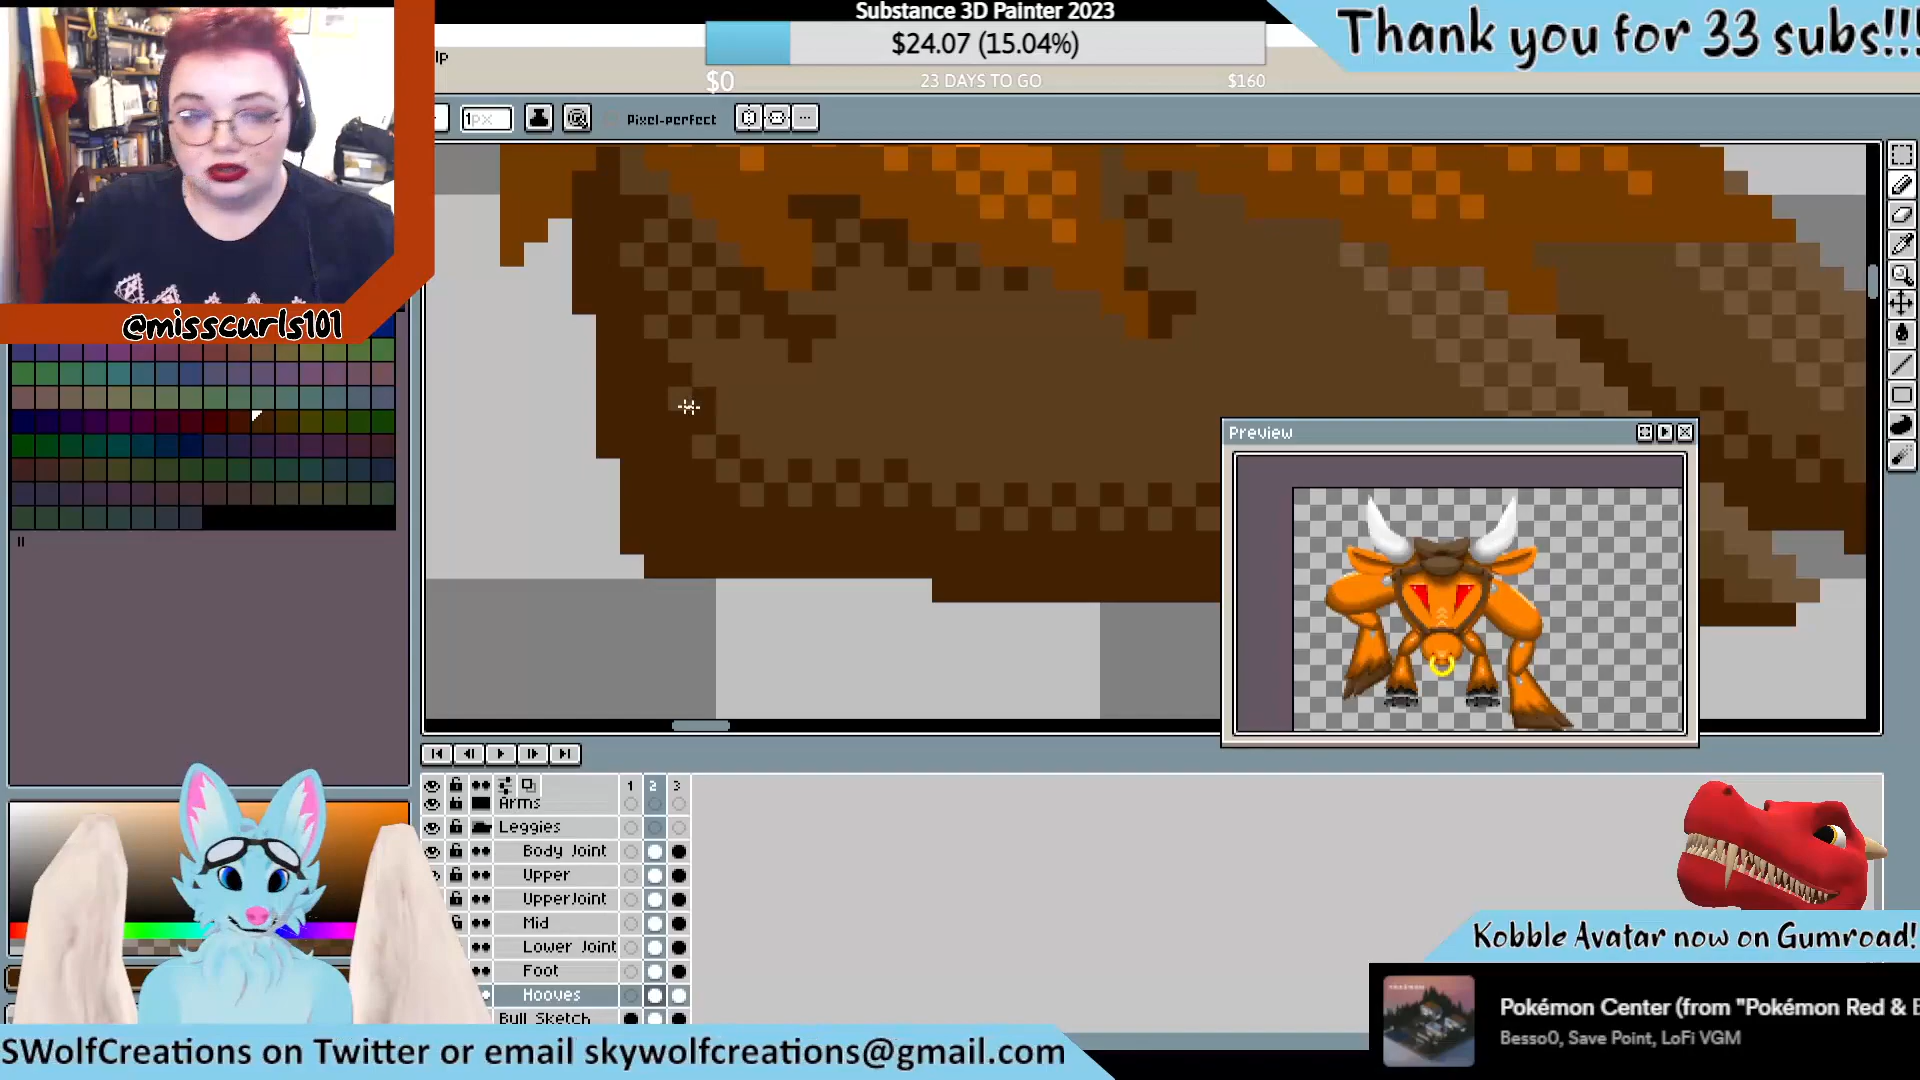 Substance 3D Painter 2023
$24.07 (15.04%)
$0
23 DAYS TO GO
$160
Thank you for 33 subs!!!
lp
1px
Pixel-perfect
@misscurls101
Preview
1 2 3
Arms
Leggies
Body Joint
Upper
UpperJoint
Mid
Lower Joint
Foot
Hooves
Bull Sketch
Kobble Avatar now on Gumroad!
Pokémon Center (from "Pokémon Red &
Besso0, Save Point, LoFi VGM
SWolfCreations on Twitter or email skywolfcreations@gmail.com